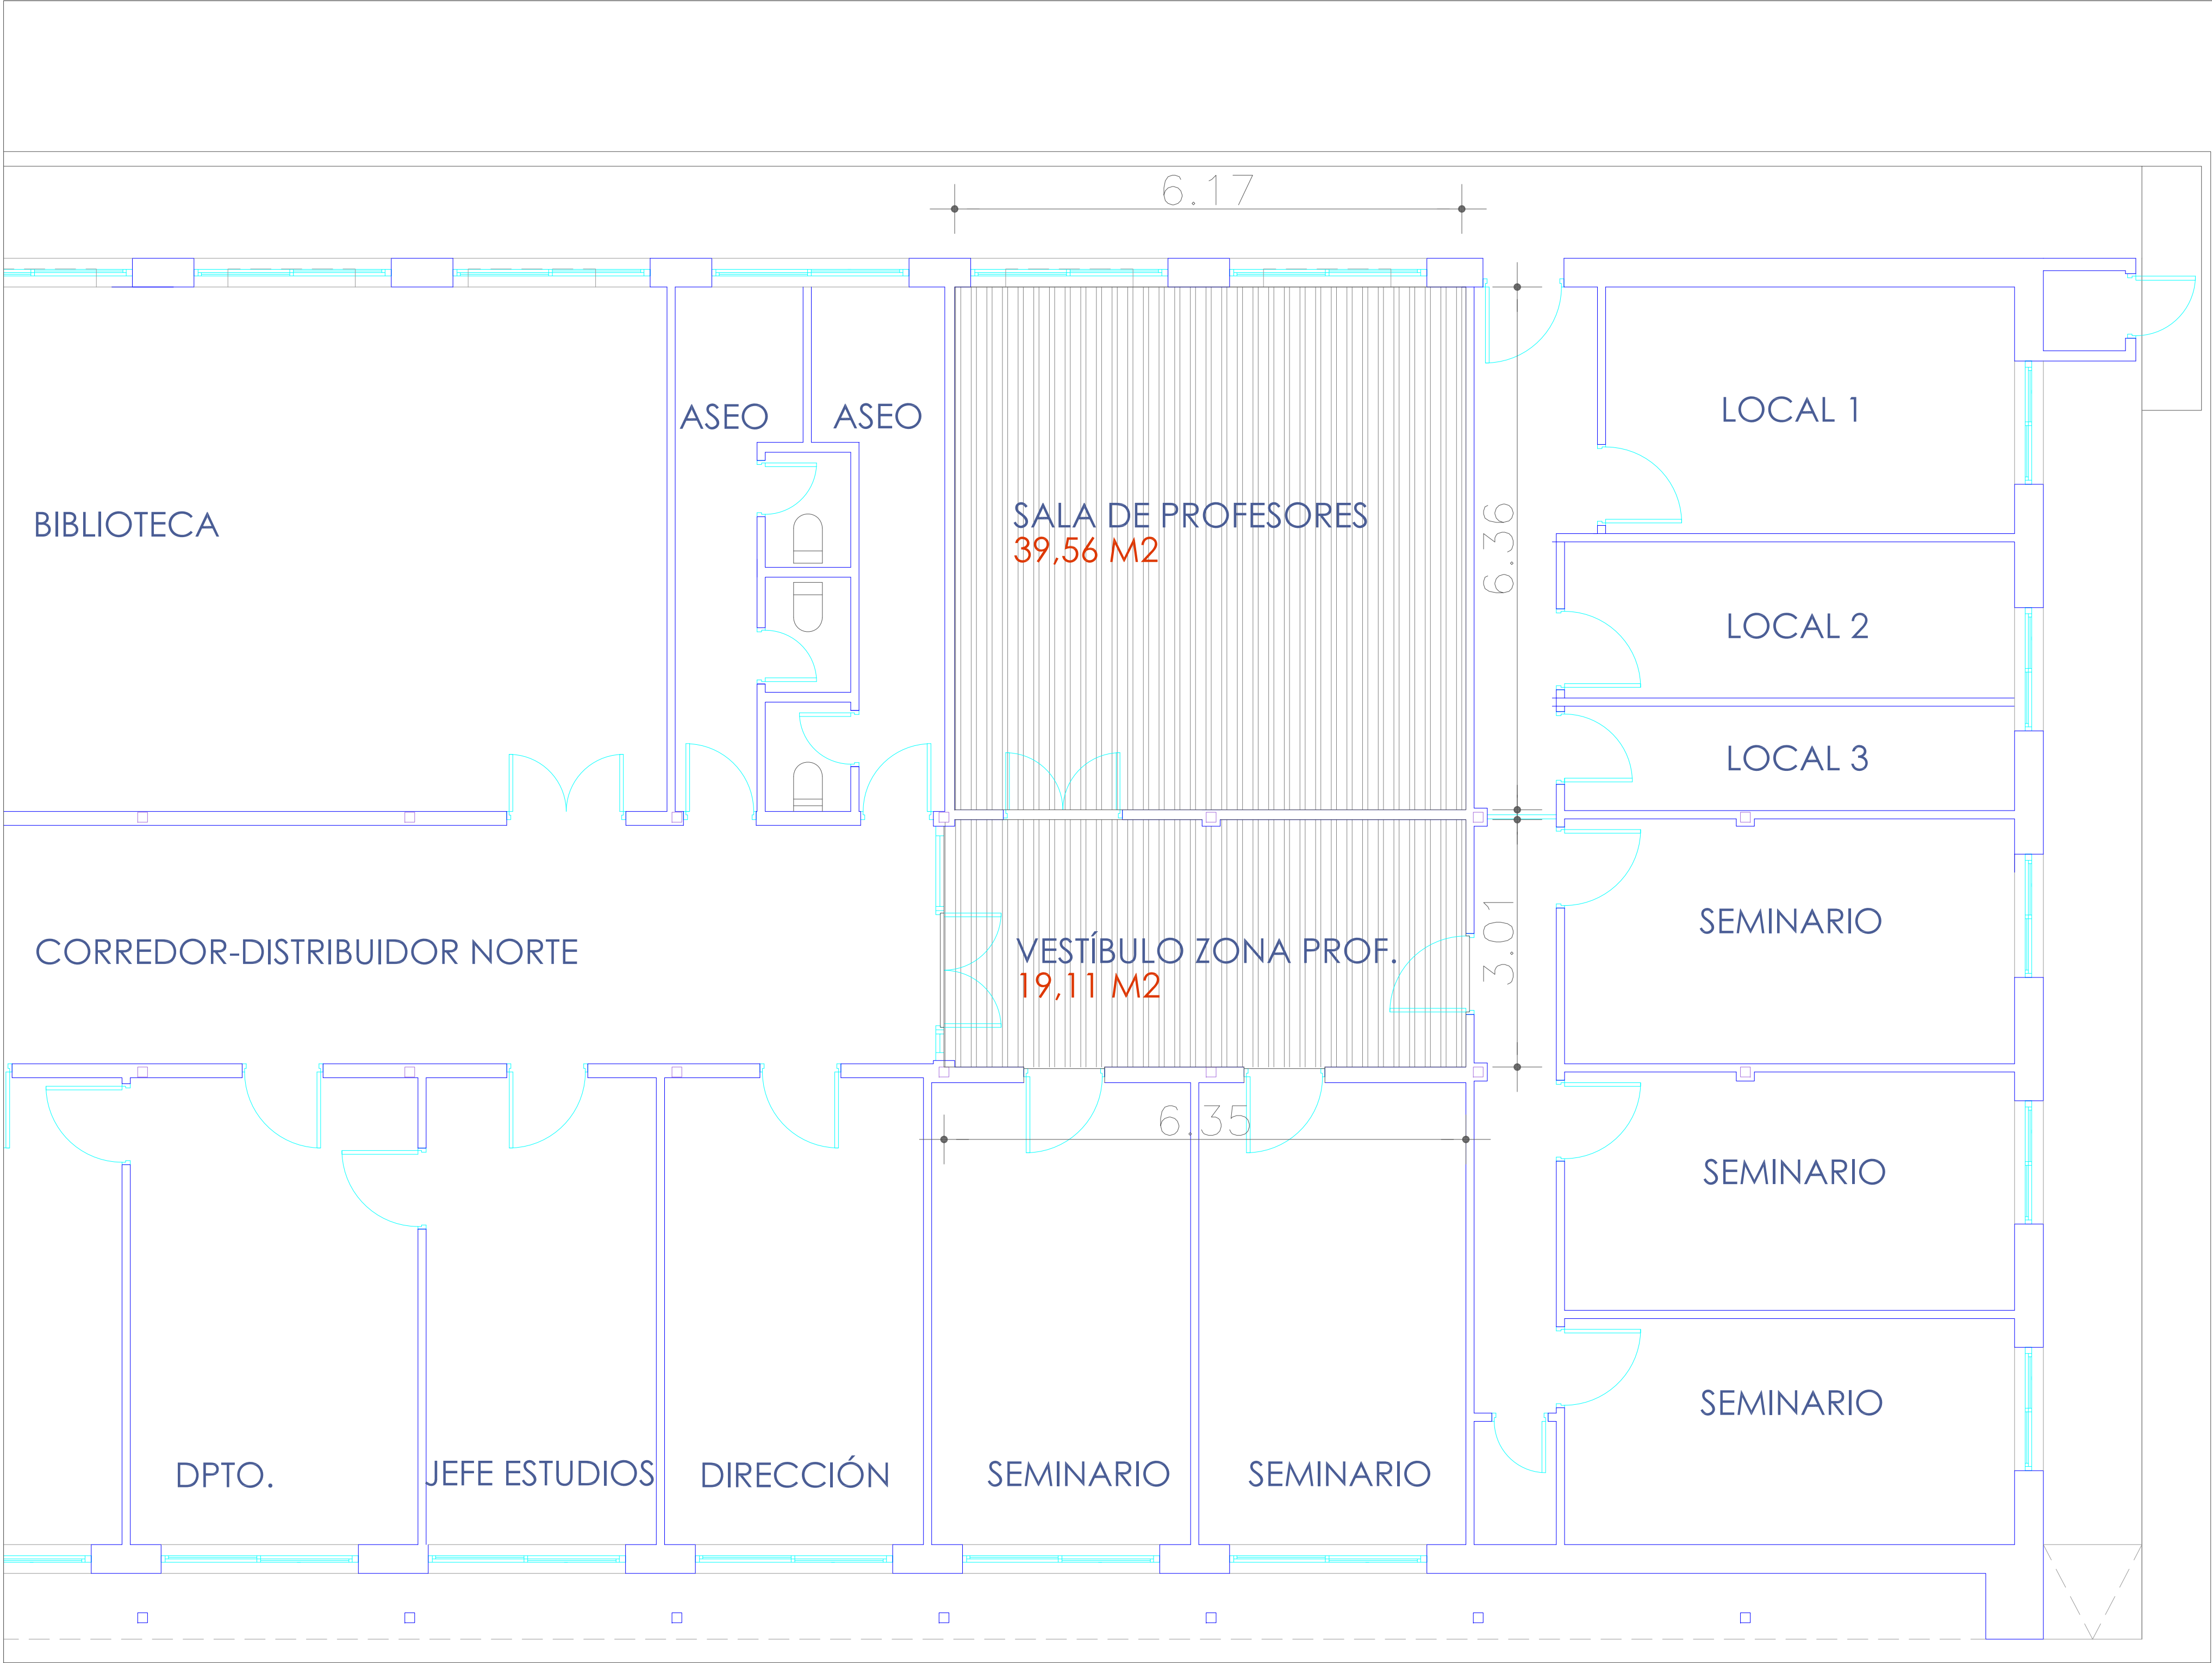 6.17
ASEO
ASEO
LOCAL 1
BIBLIOTECA
SALA DE PROFESORES
39,56 M2
6.36
LOCAL 2
LOCAL 3
SEMINARIO
CORREDOR-DISTRIBUIDOR NORTE
VESTÍBULO ZONA PROF.
19,11 M2
3.01
6.35
SEMINARIO
SEMINARIO
DPTO.
JEFE ESTUDIOS
DIRECCIÓN
SEMINARIO
SEMINARIO